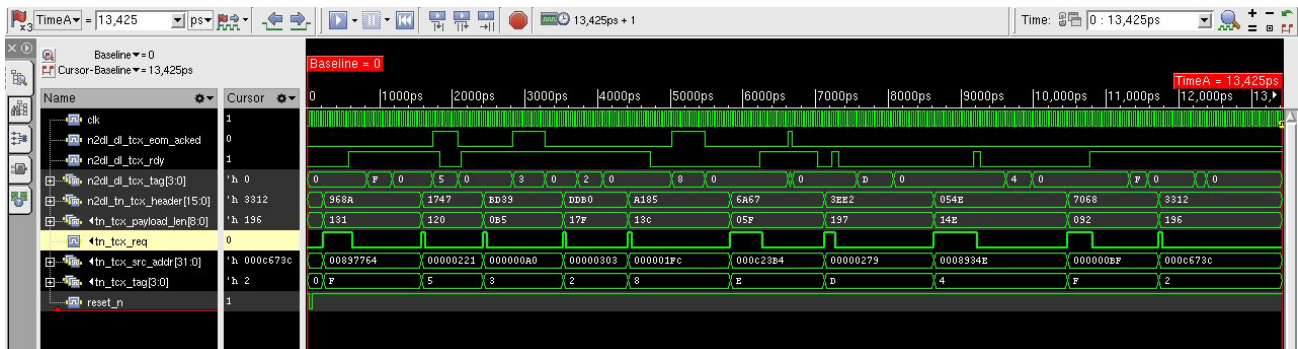 x3 TimeA = 13,425 ps 13,425ps + 1 Time: 0 : 13,425ps
Baseline = 0
Cursor-Baseline = 13,425ps
Baseline = 0
TimeA = 13,425ps
Name Cursor 0 1000ps 2000ps 3000ps 4000ps 5000ps 6000ps 7000ps 8000ps 9000ps 10,000ps 11,000ps 12,000ps 13,
clk 1
n2dl_dl_tcx_eom_acked 0
n2dl_dl_tcx_rdy 1
n2dl_dl_tcx_tag[3:0] 'h 0 0 F 0 5 0 3 0 2 0 8 0 0 D 0 4 0 F 0 0
n2dl_tn_tcx_header[15:0] 'h 3312 968A 1747 BD39 DDB0 A185 6A67 3EE2 054E 7068 3312
tn_tcx_payload_len[8:0] 'h 196 131 120 0B5 17F 13C 05F 197 14E 092 196
tn_tcx_req 0
tn_tcx_src_addr[31:0] 'h 000c673c 00897764 00000221 000000A0 00000303 000001FC 000C23B4 00000279 0008934E 000000BF 000C673C
tn_tcx_tag[3:0] 'h 2 0 F 5 3 2 8 E D 4 F 2
reset_n 1